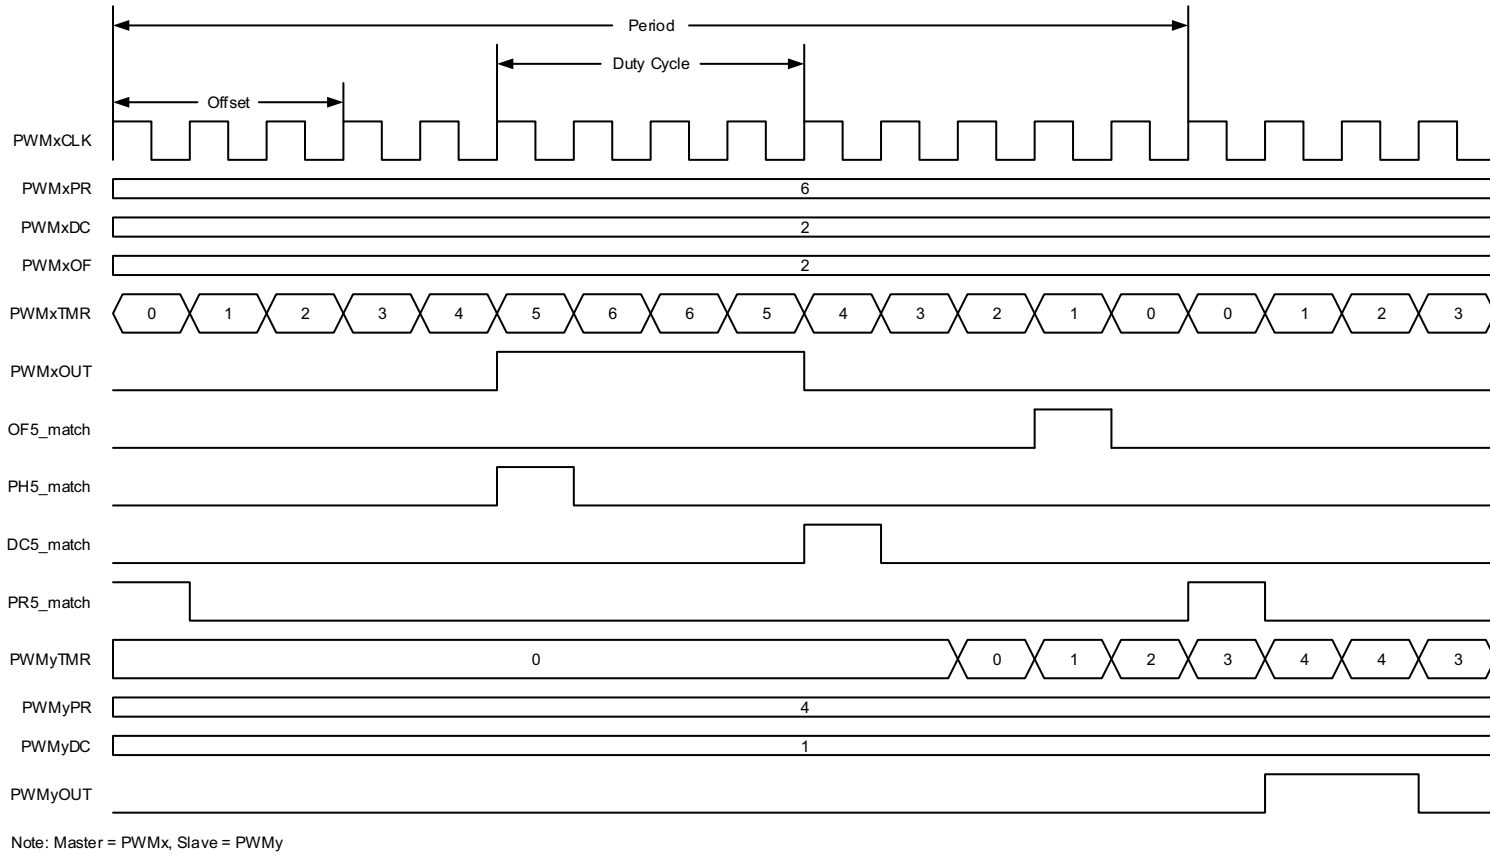 Period
Duty Cycle
Offset
PWMxCLK
PWMxPR 6
PWMxDC 2
PWMxOF 2
PWMxTMR 0 1 2 3 4 5 6 6 5 4 3 2 1 0 0 1 2 3
PWMxOUT
OF5_match
PH5_match
DC5_match
PR5_match
PWMyTMR 0 0 1 2 3 4 4 3
PWMyPR 4
PWMyDC 1
PWMyOUT
Note: Master = PWMx, Slave = PWMy